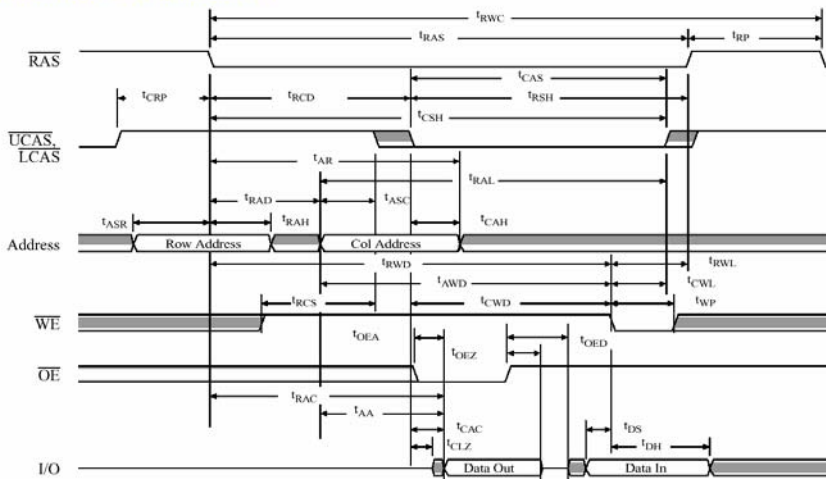 tRWC
tRAS tRP
RAS
tCAS
tCRP tRCD tRSH
tCSH
UCAS,
LCAS
tAR
tRAL
tRAD tASC
tASR tRAH tCAH
Address Row Address Col Address
tRWD tRWL
tAWD tCWL
tRCS tCWD tWP
WE
tOEA tOEZ tOED
OE
tRAC
tAA
tCAC tDS
tCLZ tDH
I/O Data Out Data In